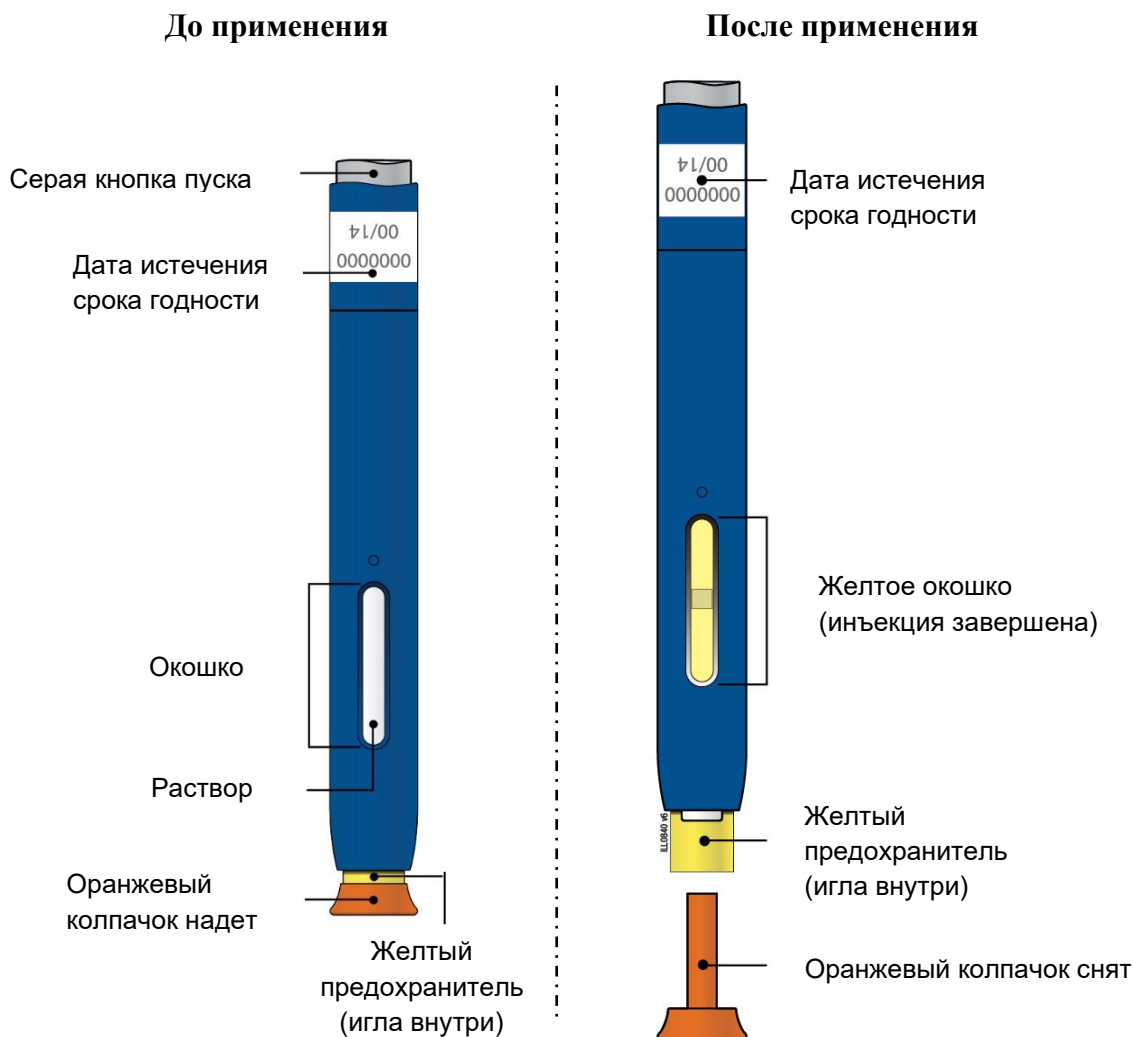 До применения
Серая кнопка пуска
00/14
0000000
Дата истечения
срока годности
Окошко
Раствор
Оранжевый
колпачок надет
Желтый
предохранитель
(игла внутри)
После применения
00/14
0000000
Дата истечения
срока годности
Желтое окошко
(инъекция завершена)
ILL0840 v6
Желтый
предохранитель
(игла внутри)
Оранжевый колпачок снят